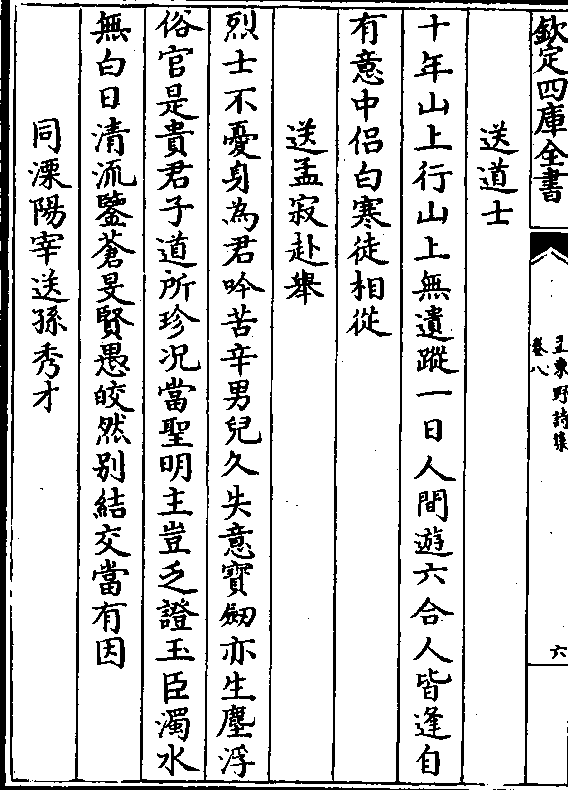 欽定四庫全書
孟東野詩集
卷八
六
送道士
十年山上行山上無遺蹤一日人間遊六合人皆逢自
有意中侣白寒徒相從
送孟寂赴舉
烈士不憂身為君吟苦辛男兒久失意寳劒亦生塵浮
俗官是貴君子道所珍况當聖明主豈乏證玉臣濁水
無白日清流鑒蒼旻賢愚皎然别結交當有因
同溧陽宰送孫秀才